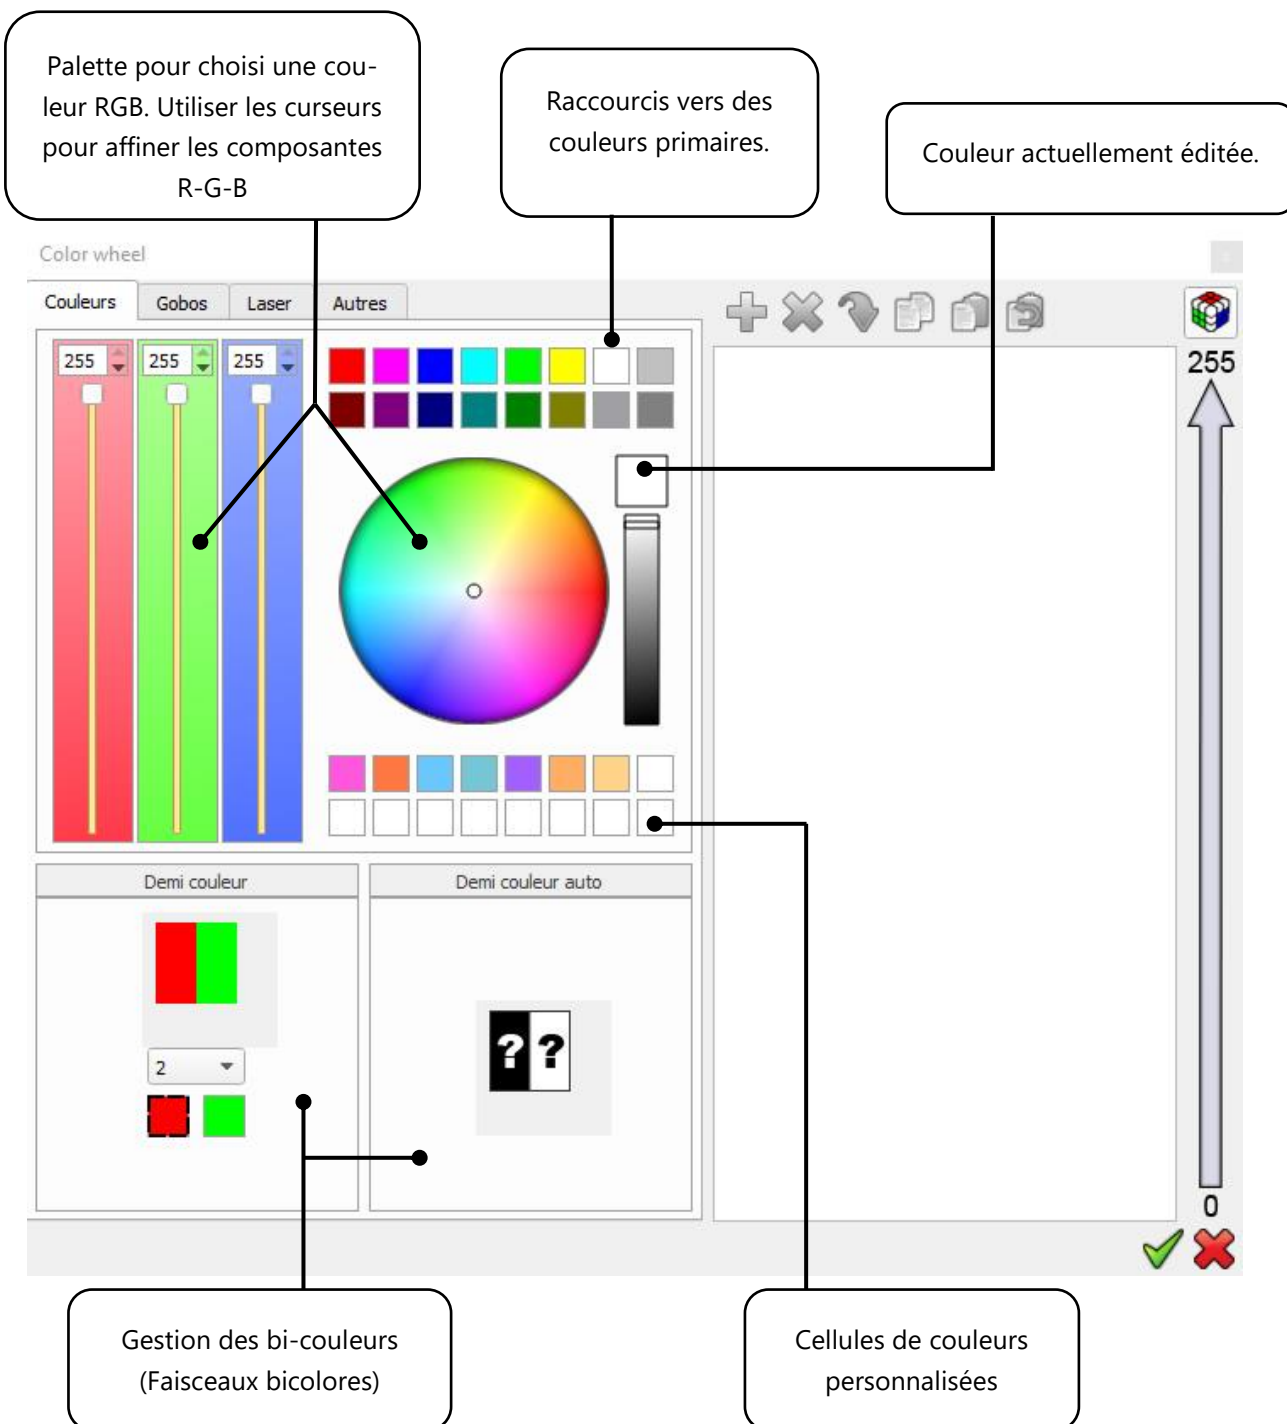 Palette pour choisi une cou-
leur RGB. Utiliser les curseurs
pour affiner les composantes
R-G-B
Raccourcis vers des
couleurs primaires.
Couleur actuellement éditée.
Color wheel
Couleurs
Gobos
Laser
Autres
255
255
255
255
Demi couleur
Demi couleur auto
2
? ?
0
Gestion des bi-couleurs
(Faisceaux bicolores)
Cellules de couleurs
personnalisées